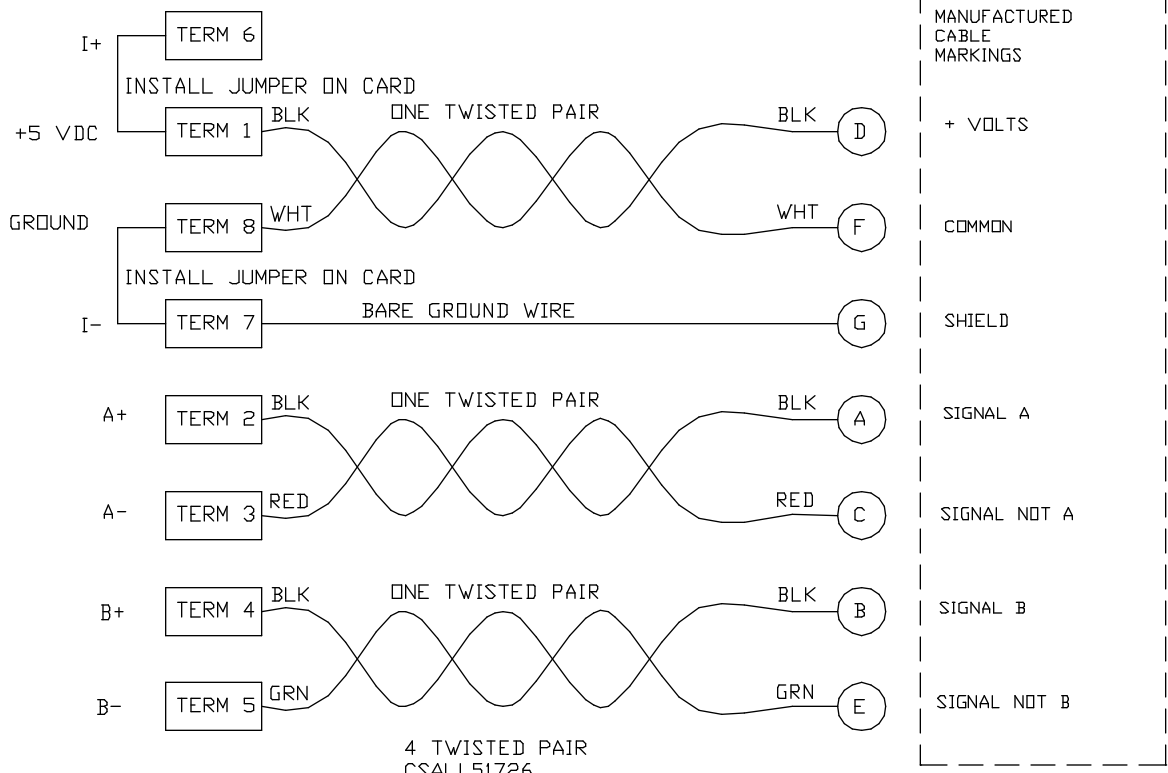 MANUFACTURED
CABLE
MARKINGS
I+ TERM 6
INSTALL JUMPER ON CARD
+5 VDC TERM 1 BLK ONE TWISTED PAIR BLK D + VOLTS
GROUND TERM 8 WHT WHT F COMMON
INSTALL JUMPER ON CARD
I- TERM 7 BARE GROUND WIRE G SHIELD
A+ TERM 2 BLK ONE TWISTED PAIR BLK A SIGNAL A
A- TERM 3 RED RED C SIGNAL NOT A
B+ TERM 4 BLK ONE TWISTED PAIR BLK B SIGNAL B
B- TERM 5 GRN GRN E SIGNAL NOT B
4 TWISTED PAIR